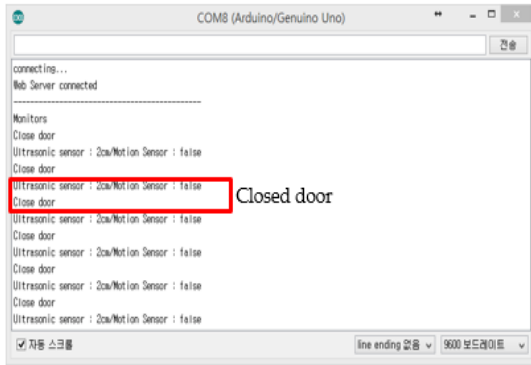 COM8 (Arduino/Genuino Uno)
전송
connecting...
Web Server connected
------------------------------------------------
Monitors
Close door
Ultrasonic sensor : 2cm/Motion Sensor : false
Close door
Ultrasonic sensor : 2cm/Motion Sensor : false
Close door
Closed door
Ultrasonic sensor : 2cm/Motion Sensor : false
Close door
Ultrasonic sensor : 2cm/Motion Sensor : false
Close door
Ultrasonic sensor : 2cm/Motion Sensor : false
Close door
Ultrasonic sensor : 2cm/Motion Sensor : false
자동 스크롤
line ending 없음
9600 보드레이트